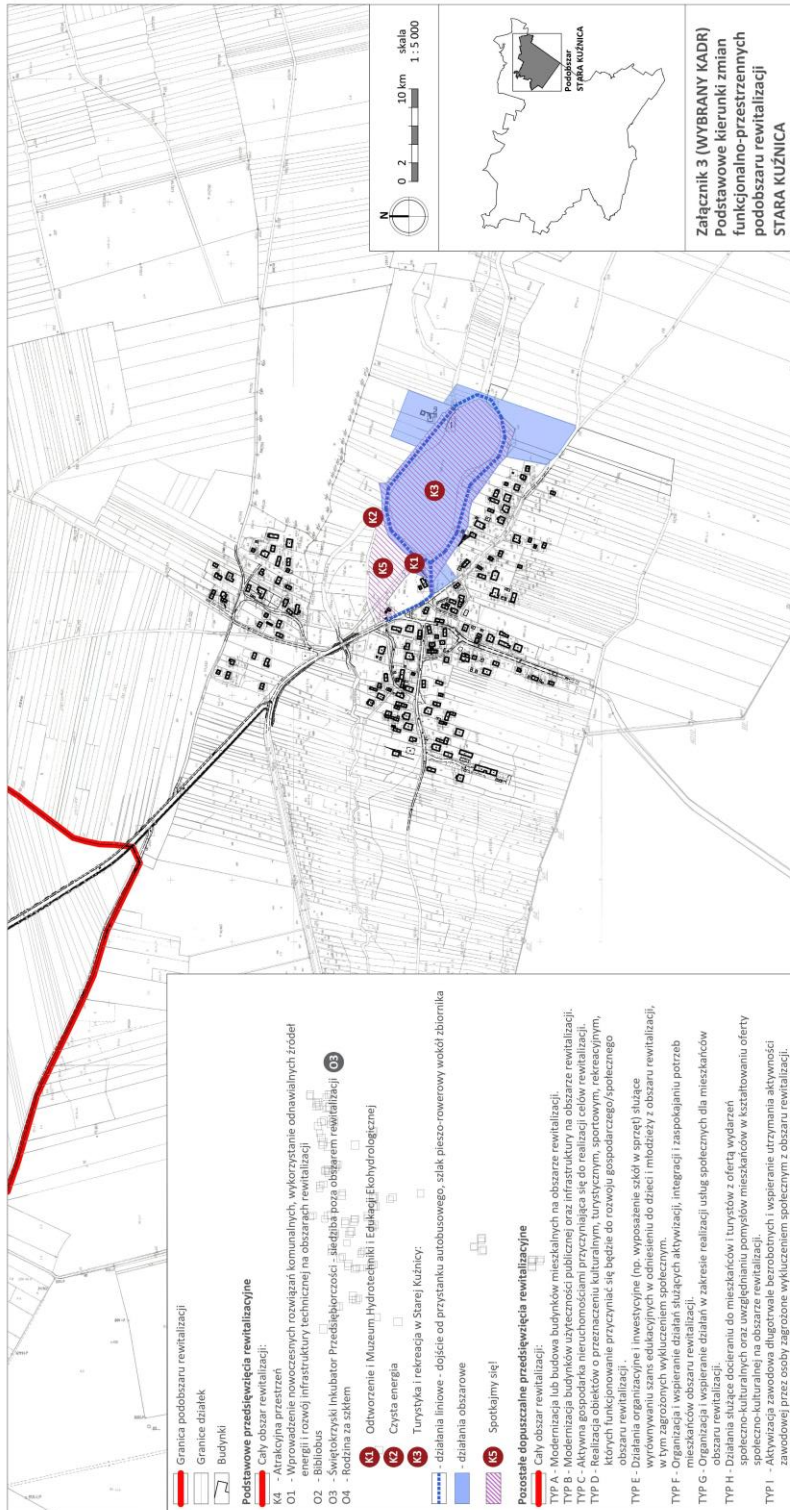 Granica podobszaru rewitalizacji
Granice działek
Budynki
Podstawowe przedsięwzięcia rewitalizacyjne
Cały obszar rewitalizacji:
K4 - Atrakcyjna przestrzeń
O1 - Wprowadzenie nowoczesnych rozwiązań komunalnych, wykorzystanie odnawialnych źródeł
energii i rozwój infrastruktury technicznej na obszarach rewitalizacji
O2 - Bibliobus
O3 - Świętokrzyski Inkubator Przedsiębiorczości - siedziba poza obszarem rewitalizacji O3
O4 - Rodzina za szkłem
K1 Odtworzenie i Muzeum Hydrotechniki i Edukacji Ekohydrologicznej
K2 Czysta energia
K3 Turystyka i rekreacja w Starej Kuźnicy:
- działania liniowe - dojście od przystanku autobusowego, szlak pieszo-rowerowy wokół zbiornika
- działania obszarowe
K5 Spotkajmy się!
Pozostałe dopuszczalne przedsięwzięcia rewitalizacyjne
Cały obszar rewitalizacji:
TYP A - Modernizacja lub budowa budynków mieszkalnych na obszarze rewitalizacji.
TYP B - Modernizacja budynków użyteczności publicznej oraz infrastruktury na obszarze rewitalizacji.
TYP C - Aktywna gospodarka nieruchomościami przyczyniająca się do realizacji celów rewitalizacji.
TYP D - Realizacja obiektów o przeznaczeniu kulturalnym, turystycznym, sportowym, rekreacyjnym,
których funkcjonowanie przyczyniać się będzie do rozwoju gospodarczego/społecznego
obszaru rewitalizacji .
TYP E - Działania organizacyjne i inwestycyjne (np. wyposażenie szkół w sprzęt) służące
wyrównywaniu szans edukacyjnych w odniesieniu do dzieci i młodzieży z obszaru rewitalizacji,
w tym zagrożonych wykluczeniem społecznym.
TYP F - Organizacja i wspieranie działań służących aktywizacji, integracji i zaspokajaniu potrzeb
mieszkańców obszaru rewitalizacji.
TYP G - Organizacja i wspieranie działań w zakresie realizacji usług społecznych dla mieszkańców
obszaru rewitalizacji.
TYP H - Działania służące docieraniu do mieszkańców i turystów z ofertą wydarzeń
społeczno-kulturalnych oraz uwzględnianiu pomysłów mieszkańców w kształtowaniu oferty
społeczno-kulturalnej na obszarze rewitalizacji.
TYP I - Aktywizacja zawodowa długotrwale bezrobotnych i wspieranie utrzymania aktywności
zawodowej przez osoby zagrożone wykluczeniem społecznym z obszaru rewitalizacji.
K5
K2
K1
K3
N
0 2 10 km
skala
1 : 5 000
Podobszar
STARA KUŹNICA
Załącznik 3 (WYBRANY KADR)
Podstawowe kierunki zmian
funkcjonalno-przestrzennych
podobszaru rewitalizacji
STARA KUŹNICA